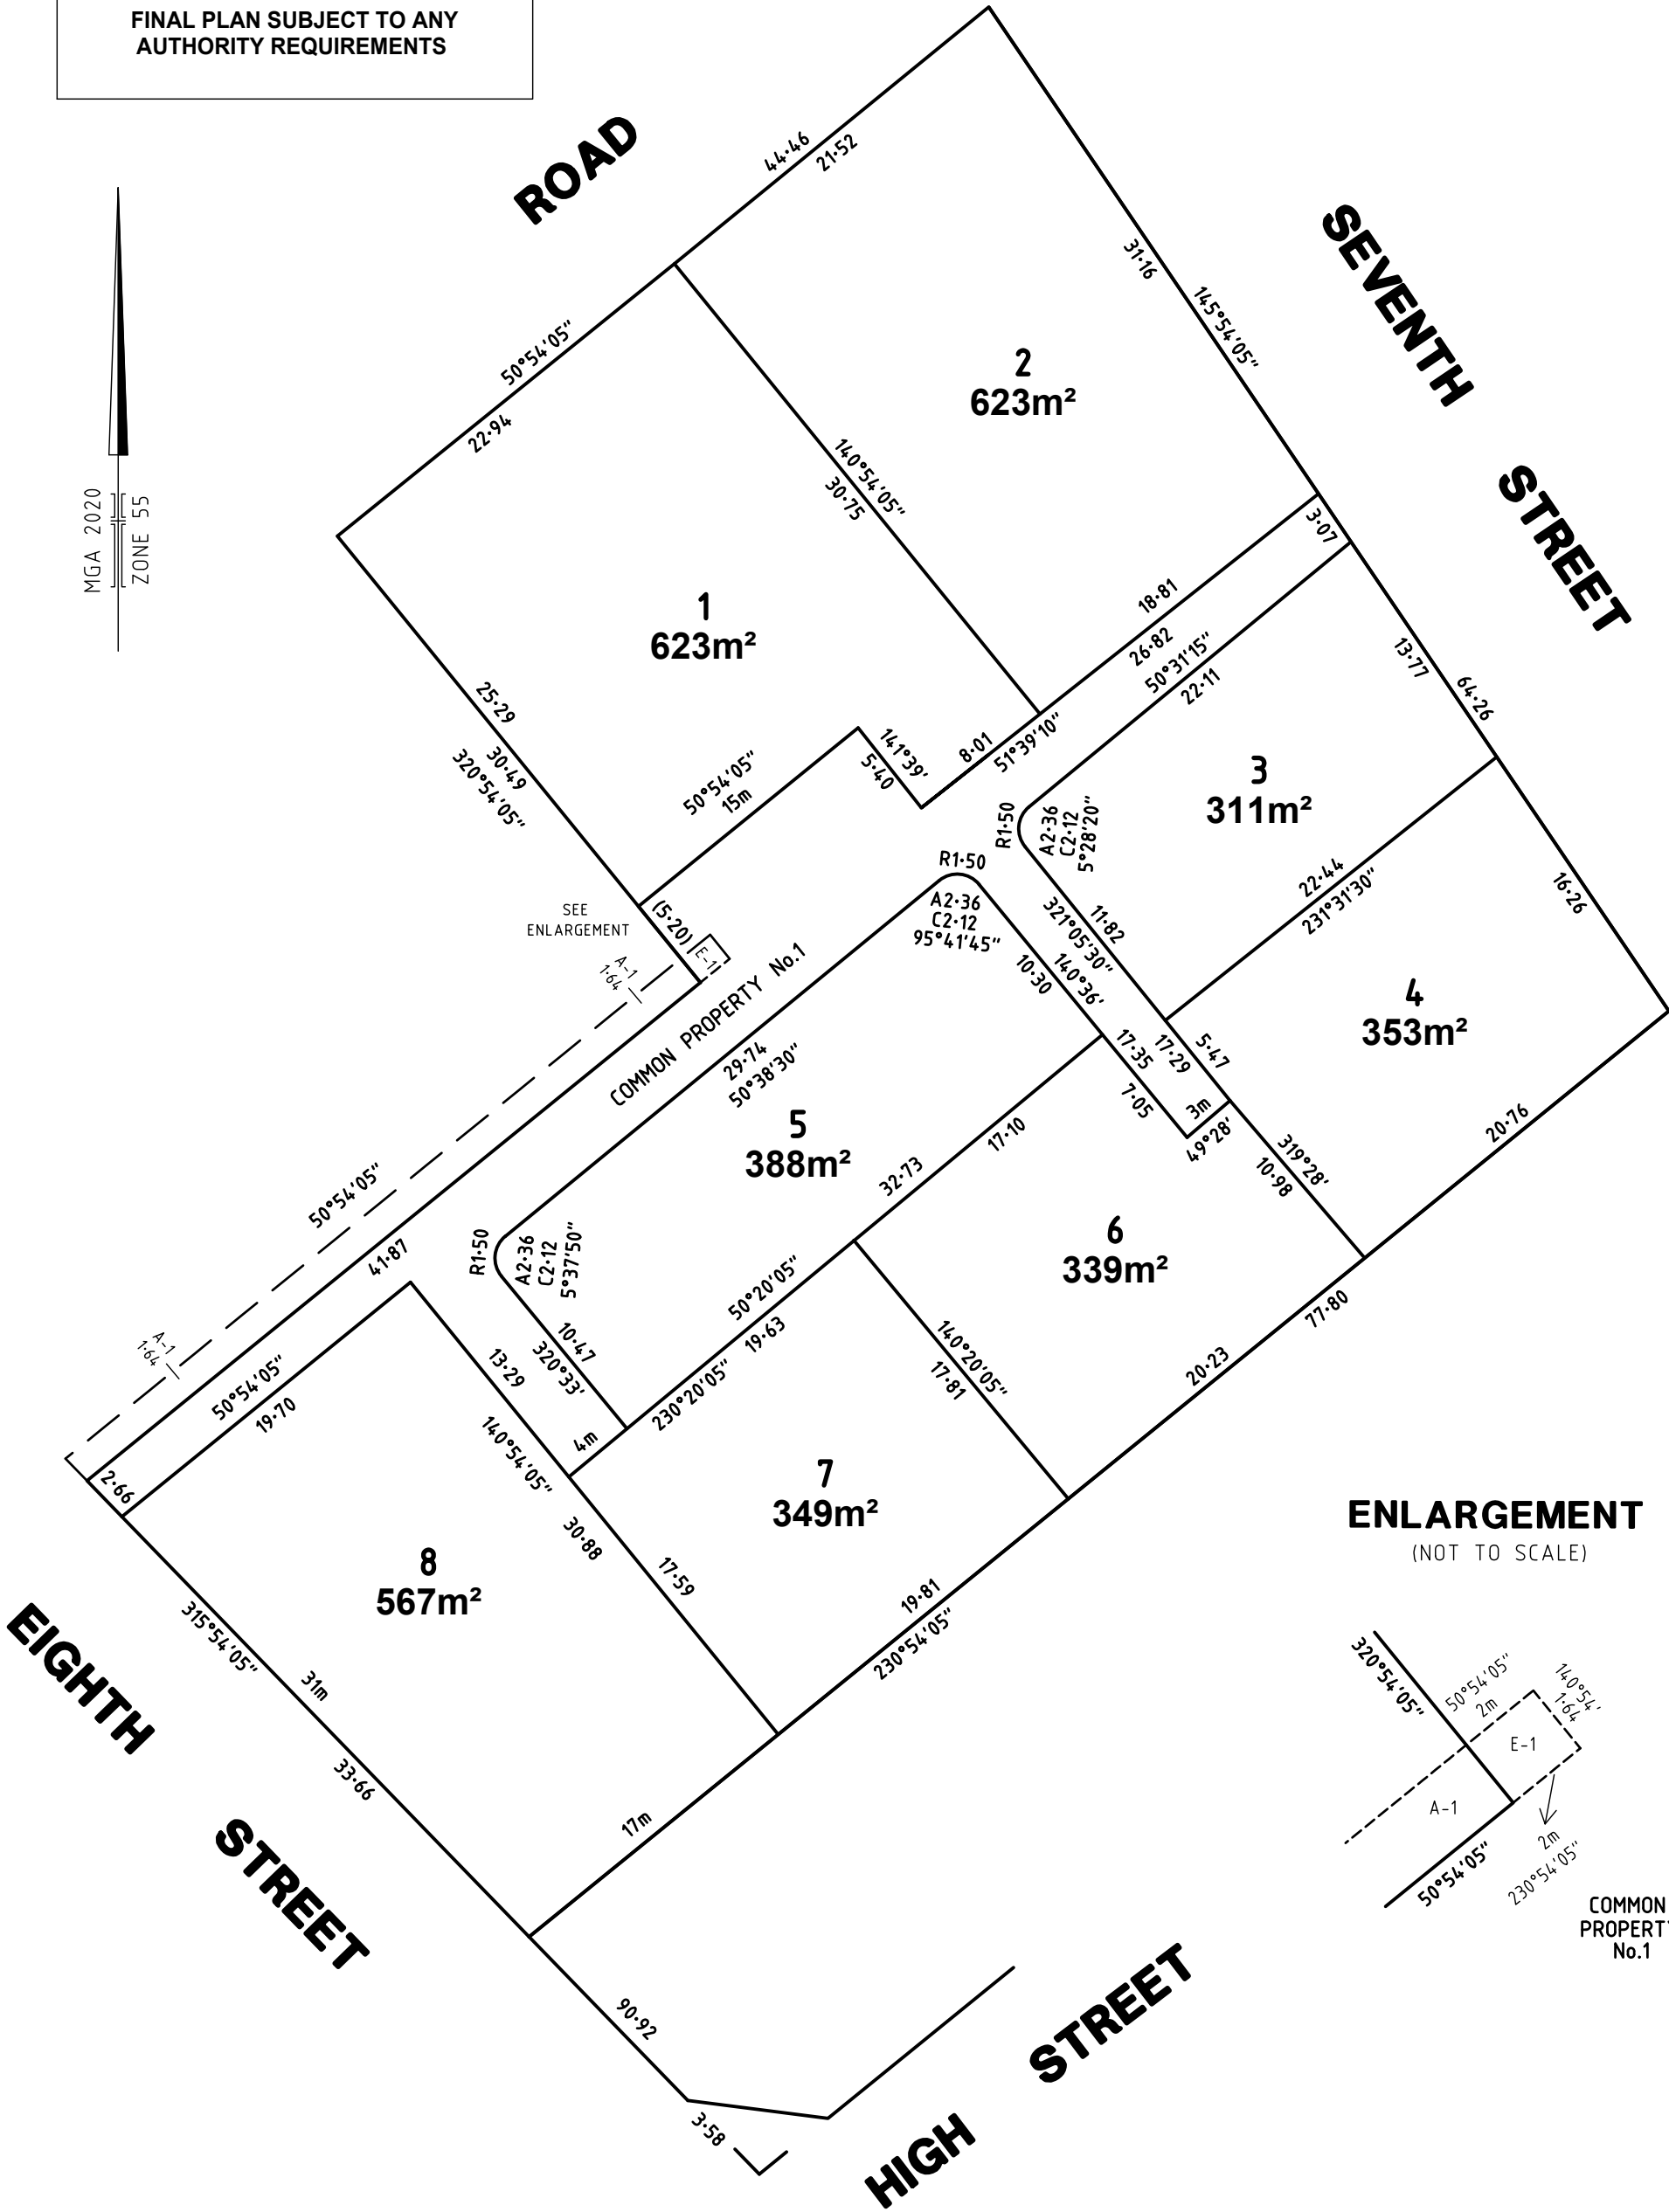 FINAL PLAN SUBJECT TO ANY
AUTHORITY REQUIREMENTS
ROAD
44·46
21·52
50°54'05"
22·94
MGA 2020
ZONE 55
SEVENTH
STREET
31·16
145°54'05"
2
623m²
140°54'05"
30·75
1
623m²
25·29
30·49
320°54'05"
50°54'05"
15m
141°39'
5·40
8·01
51°39'10"
18·81
26·82
50°31'15"
22·11
3·07
13·77
64·26
3
311m²
R1·50
A2·36
C2·12
5°28'20"
22·44
231°31'30"
16·26
R1·50
A2·36
C2·12
95°41'45"
11·82
321°05'30"
140°36'
10·30
SEE
ENLARGEMENT
(5·20)
E-1
A-1
1·64
COMMON PROPERTY No.1
29·74
50°38'30"
4
353m²
17·35
17·29
5·47
7·05
3m
49°28'
319°28'
10·98
20·76
5
388m²
32·73
17·10
50°54'05"
41·87
R1·50
A2·36
C2·12
5°37'50"
6
339m²
50°20'05"
19·63
230°20'05"
10·47
320°33'
13·29
140°54'05"
4m
140°20'05"
17·81
77·80
20·23
A-1
1·64
50°54'05"
19·70
2·66
7
349m²
30·88
17·59
19·81
230°54'05"
8
567m²
315°54'05"
31m
33·66
17m
EIGHTH
STREET
90·92
3·58
HIGH
STREET
ENLARGEMENT
(NOT TO SCALE)
320°54'05"
50°54'05"
2m
140°54'
1·64
E-1
A-1
2m
230°54'05"
50°54'05"
COMMON
PROPERTY
No.1